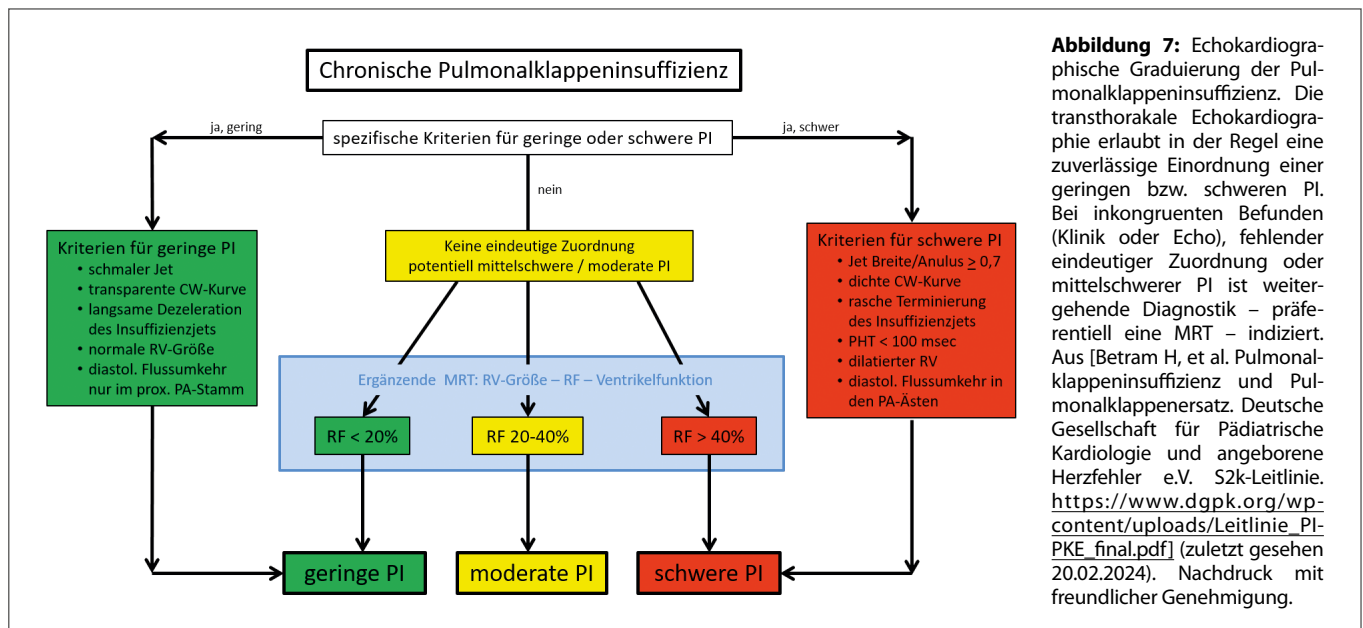 Chronische Pulmonalklappeninsuffizienz
ja, gering
spezifische Kriterien für geringe oder schwere PI
ja, schwer
nein
Kriterien für geringe PI
• schmaler Jet
• transparente CW-Kurve
• langsame Dezeleration
des Insuffizienzjets
• normale RV-Größe
• diastol. Flussumkehr
nur im prox. PA-Stamm
Keine eindeutige Zuordnung
potentiell mittelschwere / moderate PI
Kriterien für schwere PI
• Jet Breite/Anulus ≥ 0,7
• dichte CW-Kurve
• rasche Terminierung
des Insuffizienzjets
• PHT < 100 msec
• dilatierter RV
• diastol. Flussumkehr in
den PA-Ästen
Ergänzende MRT: RV-Größe – RF – Ventrikelfunktion
RF < 20%
RF 20-40%
RF > 40%
geringe PI
moderate PI
schwere PI
Abbildung 7: Echokardiogra-
phische Graduierung der Pul-
monalklappeninsuffizienz. Die
transthorakale Echokardiogra-
phie erlaubt in der Regel eine
zuverlässige Einordnung einer
geringen bzw. schweren PI.
Bei inkongruenten Befunden
(Klinik oder Echo), fehlender
eindeutiger Zuordnung oder
mittelschwerer PI ist weiter-
gehende Diagnostik – präfe-
rentiell eine MRT – indiziert.
Aus [Betram H, et al. Pulmonal-
klappeninsuffizienz und Pul-
monalklappenersatz. Deutsche
Gesellschaft für Pädiatrische
Kardiologie und angeborene
Herzfehler e.V. S2k-Leitlinie.
https://www.dgpk.org/wp-
content/uploads/Leitlinie_PI-
PKE_final.pdf] (zuletzt gesehen
20.02.2024). Nachdruck mit
freundlicher Genehmigung.